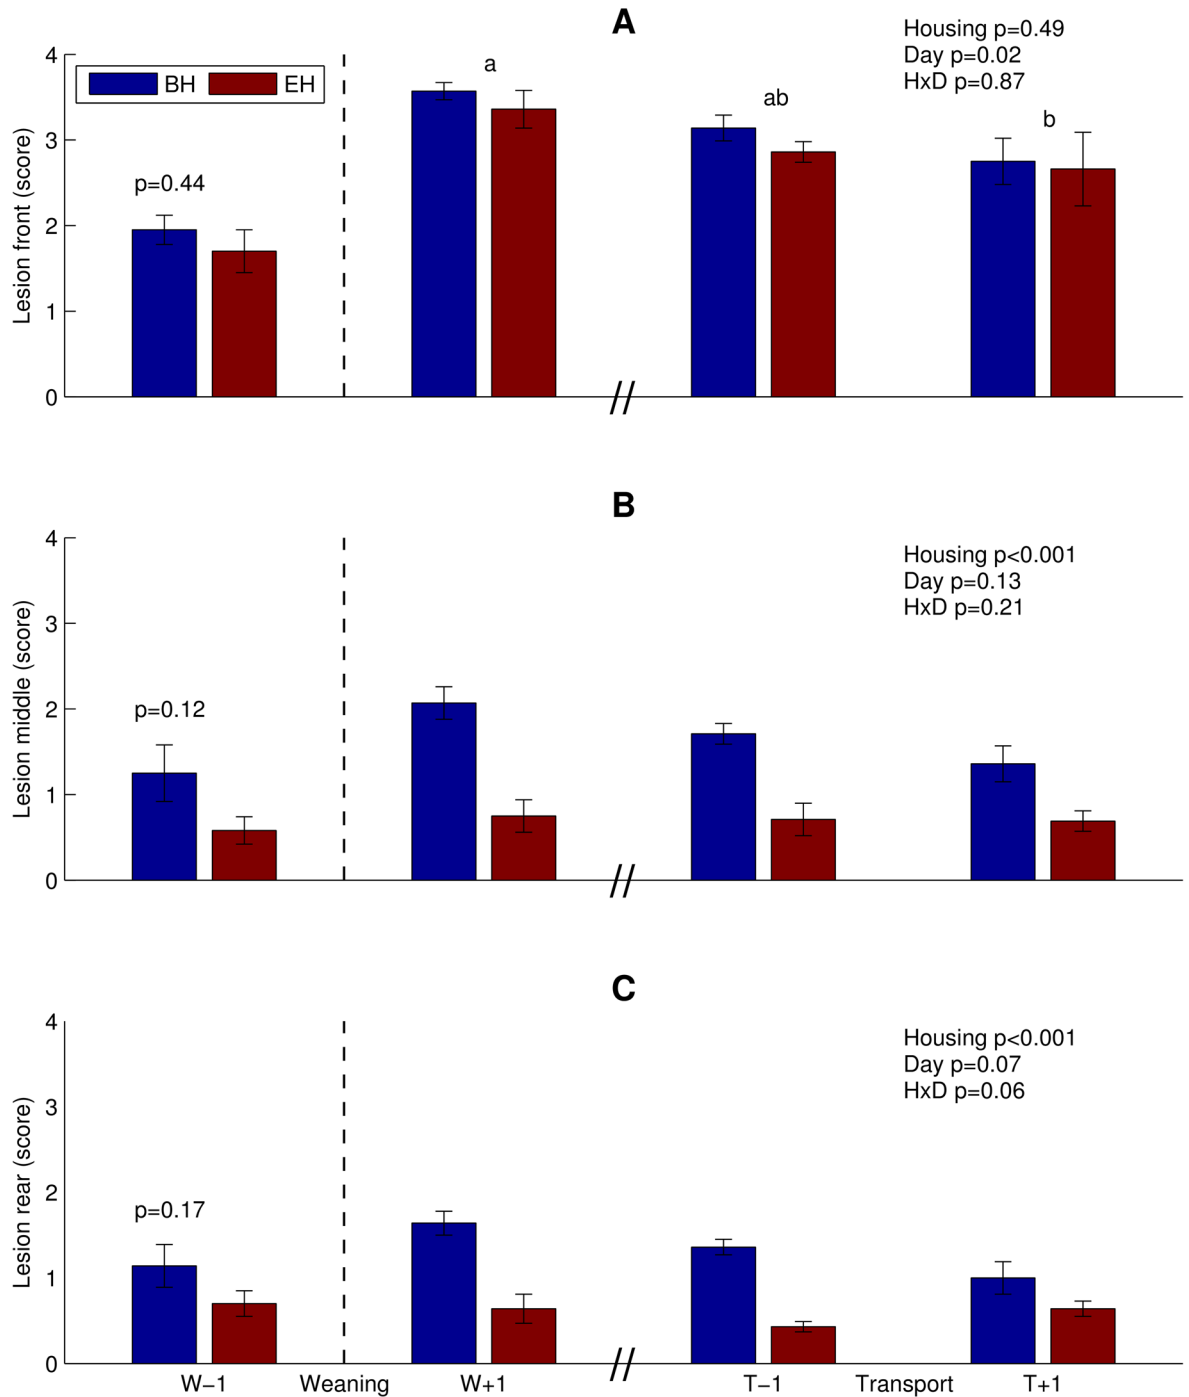 A
Housing p=0.49
Day p=0.02
HxD p=0.87
BH EH
a
ab
b
p=0.44
Lesion front (score)
4
3
2
1
0
//
B
Housing p<0.001
Day p=0.13
HxD p=0.21
p=0.12
Lesion middle (score)
4
3
2
1
0
//
C
Housing p<0.001
Day p=0.07
HxD p=0.06
p=0.17
Lesion rear (score)
4
3
2
1
0
//
W−1 Weaning W+1 T−1 Transport T+1